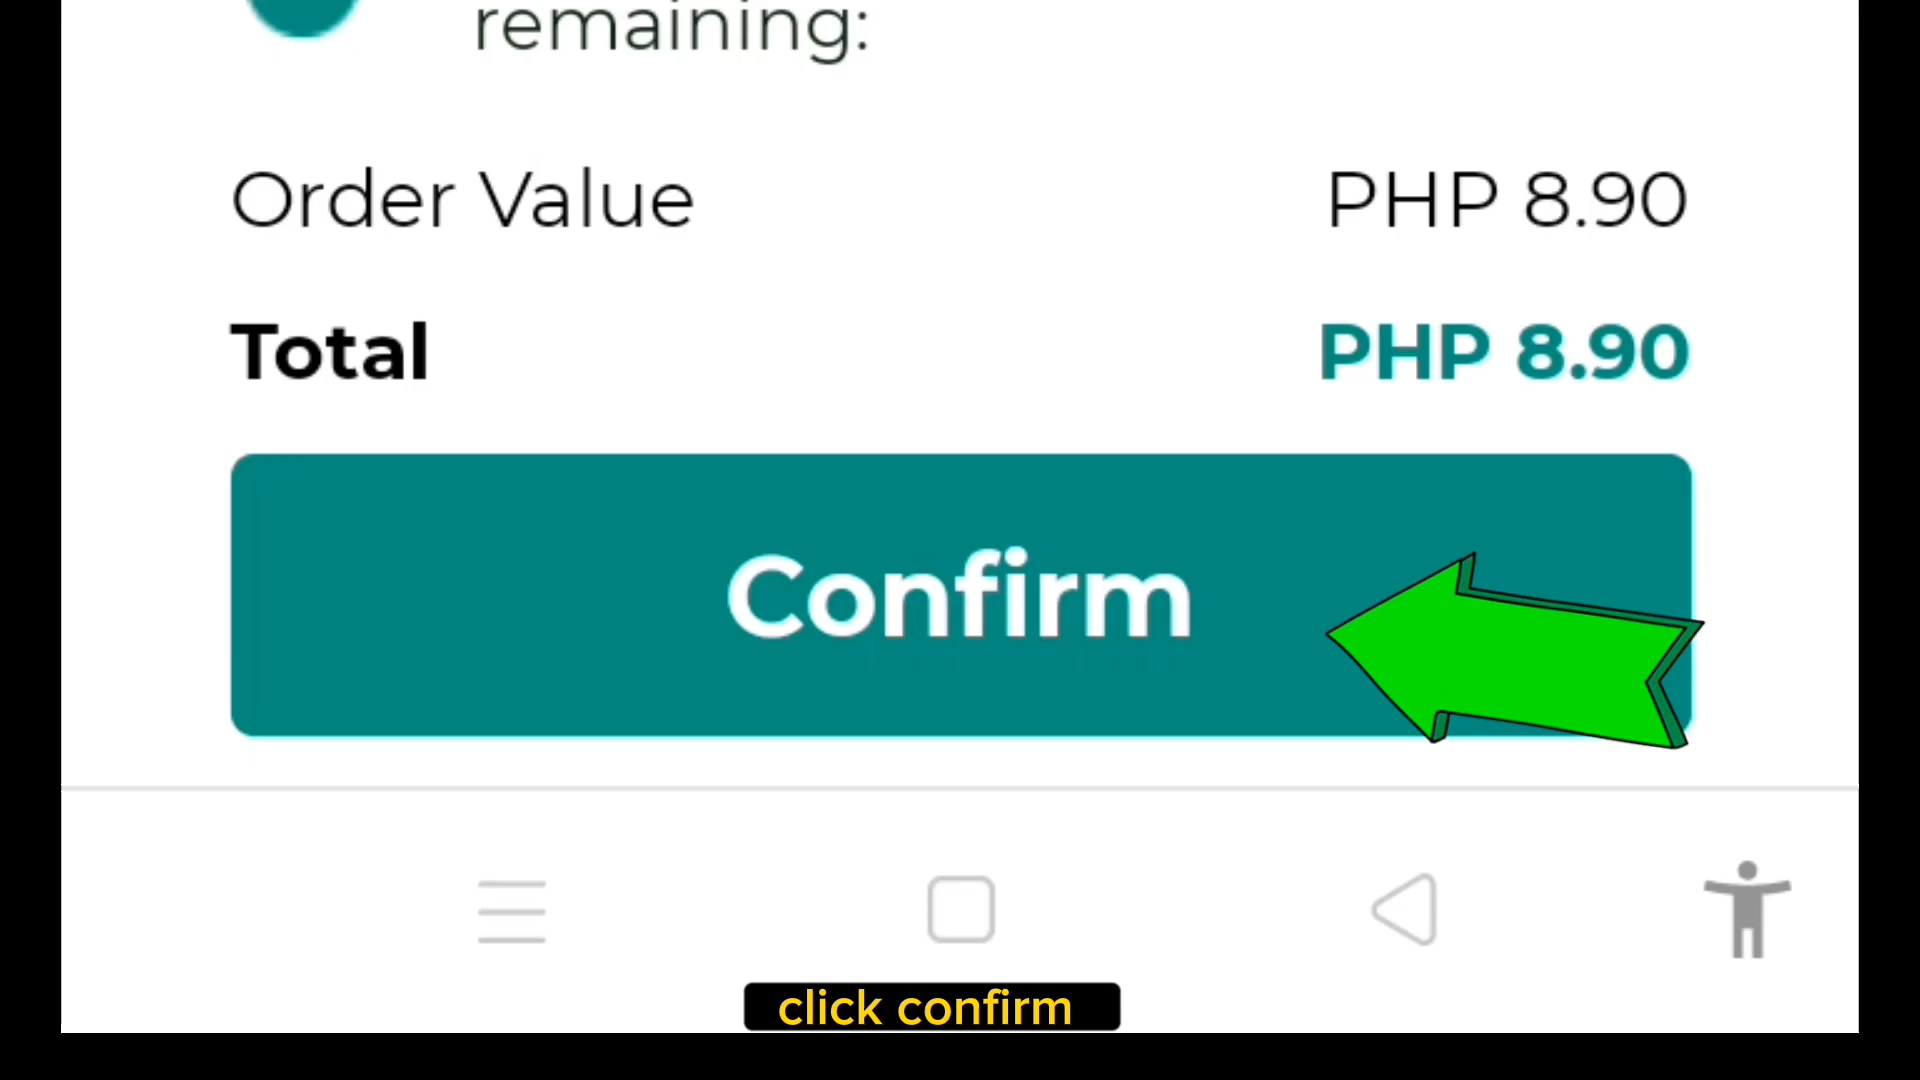 remaining:
Order Value PHP 8.90
Total PHP 8.90
Confirm
click confirm